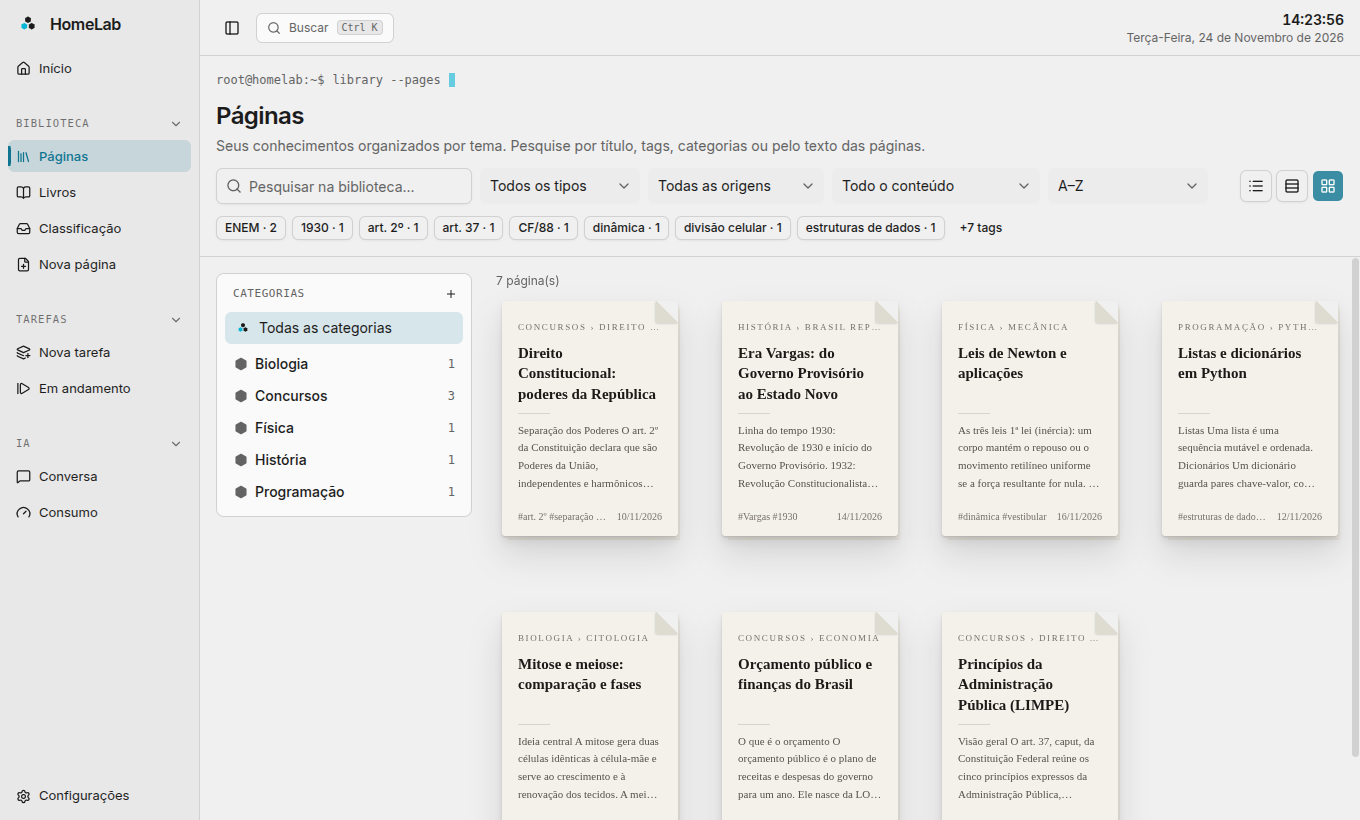 HomeLab
Início
BIBLIOTECA
Páginas
Livros
Classificação
Nova página
TAREFAS
Nova tarefa
Em andamento
IA
Conversa
Consumo
Configurações
Buscar Ctrl K
14:23:56
Terça-Feira, 24 de Novembro de 2026
root@homelab:~$ library --pages
Páginas
Seus conhecimentos organizados por tema. Pesquise por título, tags, categorias ou pelo texto das páginas.
Pesquisar na biblioteca...
Todos os tipos
Todas as origens
Todo o conteúdo
A–Z
ENEM · 2
1930 · 1
art. 2º · 1
art. 37 · 1
CF/88 · 1
dinâmica · 1
divisão celular · 1
estruturas de dados · 1
+7 tags
CATEGORIAS +
Todas as categorias
Biologia 1
Concursos 3
Física 1
História 1
Programação 1
7 página(s)
CONCURSOS › DIREITO ...
Direito
Constitucional:
poderes da República
Separação dos Poderes O art. 2º
da Constituição declara que são
Poderes da União,
independentes e harmônicos...
#art. 2º #separação ... 10/11/2026
HISTÓRIA › BRASIL REP...
Era Vargas: do
Governo Provisório
ao Estado Novo
Linha do tempo 1930:
Revolução de 1930 e início do
Governo Provisório. 1932:
Revolução Constitucionalista...
#Vargas #1930 14/11/2026
FÍSICA › MECÂNICA
Leis de Newton e
aplicações
As três leis 1ª lei (inércia): um
corpo mantém o repouso ou o
movimento retilíneo uniforme
se a força resultante for nula. ...
#dinâmica #vestibular 16/11/2026
PROGRAMAÇÃO › PYTH...
Listas e dicionários
em Python
Listas Uma lista é uma
sequência mutável e ordenada.
Dicionários Um dicionário
guarda pares chave-valor, co...
#estruturas de dado... 12/11/2026
BIOLOGIA › CITOLOGIA
Mitose e meiose:
comparação e fases
Ideia central A mitose gera duas
células idênticas à célula-mãe e
serve ao crescimento e à
renovação dos tecidos. A mei...
CONCURSOS › ECONOMIA
Orçamento público e
finanças do Brasil
O que é o orçamento O
orçamento público é o plano de
receitas e despesas do governo
para um ano. Ele nasce da LO...
CONCURSOS › DIREITO ...
Princípios da
Administração
Pública (LIMPE)
Visão geral O art. 37, caput, da
Constituição Federal reúne os
cinco princípios expressos da
Administração Pública,...